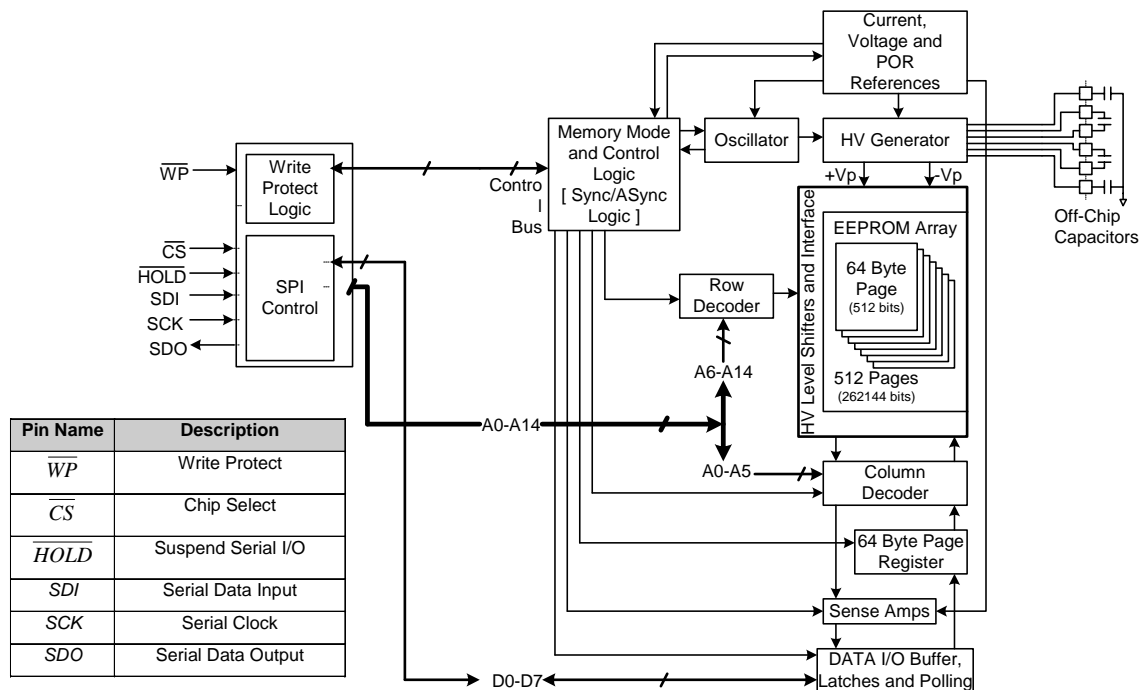 Current,
Voltage and
POR
References
Memory Mode
and Control
Logic
[ Sync/ASync
Logic ]
Oscillator
HV Generator
+Vp
-Vp
Off-Chip
Capacitors
WP
Write
Protect
Logic
Contro
l
Bus
CS
HOLD
SDI
SCK
SDO
SPI
Control
Row
Decoder
HV Level Shifters and Interface
EEPROM Array
64 Byte
Page
(512 bits)
512 Pages
(262144 bits)
A6-A14
A0-A14
A0-A5
Column
Decoder
64 Byte Page
Register
Sense Amps
DATA I/O Buffer,
Latches and Polling
D0-D7
Pin Name Description
WP Write Protect
CS Chip Select
HOLD Suspend Serial I/O
SDI Serial Data Input
SCK Serial Clock
SDO Serial Data Output